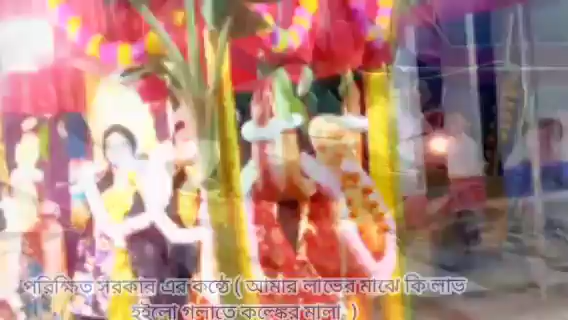 পরিক্ষিত সরকার এর কন্ঠে ( আমার লাভের মাঝে কি লাভ
হইলো গলাতে কলঙ্কের মালা )